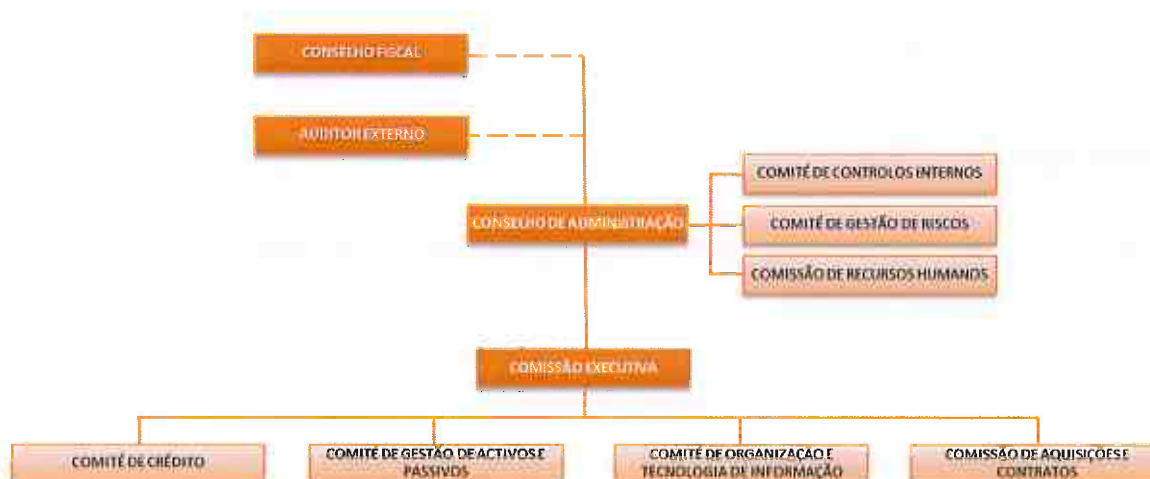 CONSELHO FISCAL
AUDITOR EXTERNO
COMITÉ DE CONTROLOS INTERNOS
CONSELHO DE ADMINISTRAÇÃO
COMITÉ DE GESTÃO DE RISCOS
COMISSÃO DE RECURSOS HUMANOS
COMISSÃO EXECUTIVA
COMITÉ DE CRÉDITO
COMITÉ DE GESTÃO DE ACTIVOS E
PASSIVOS
COMITÉ DE ORGANIZAÇÃO E
TECNOLOGIA DE INFORMAÇÃO
COMISSÃO DE AQUISIÇÕES E
CONTRATOS